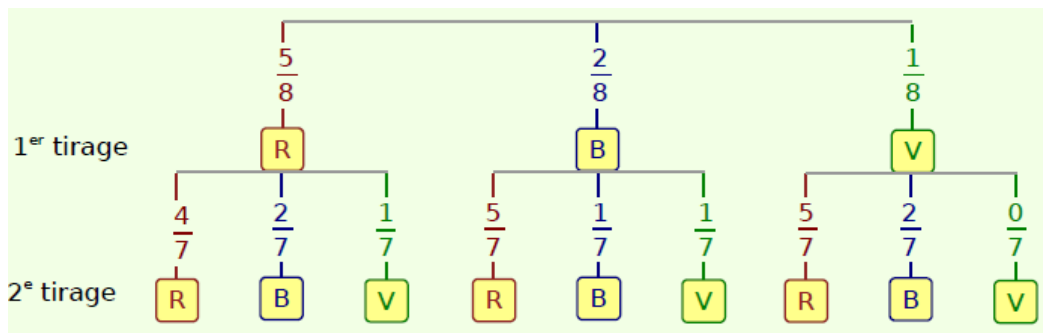 5/8 2/8 1/8
1er tirage R B V
4/7 2/7 1/7 5/7 1/7 1/7 5/7 2/7 0/7
2e tirage R B V R B V R B V